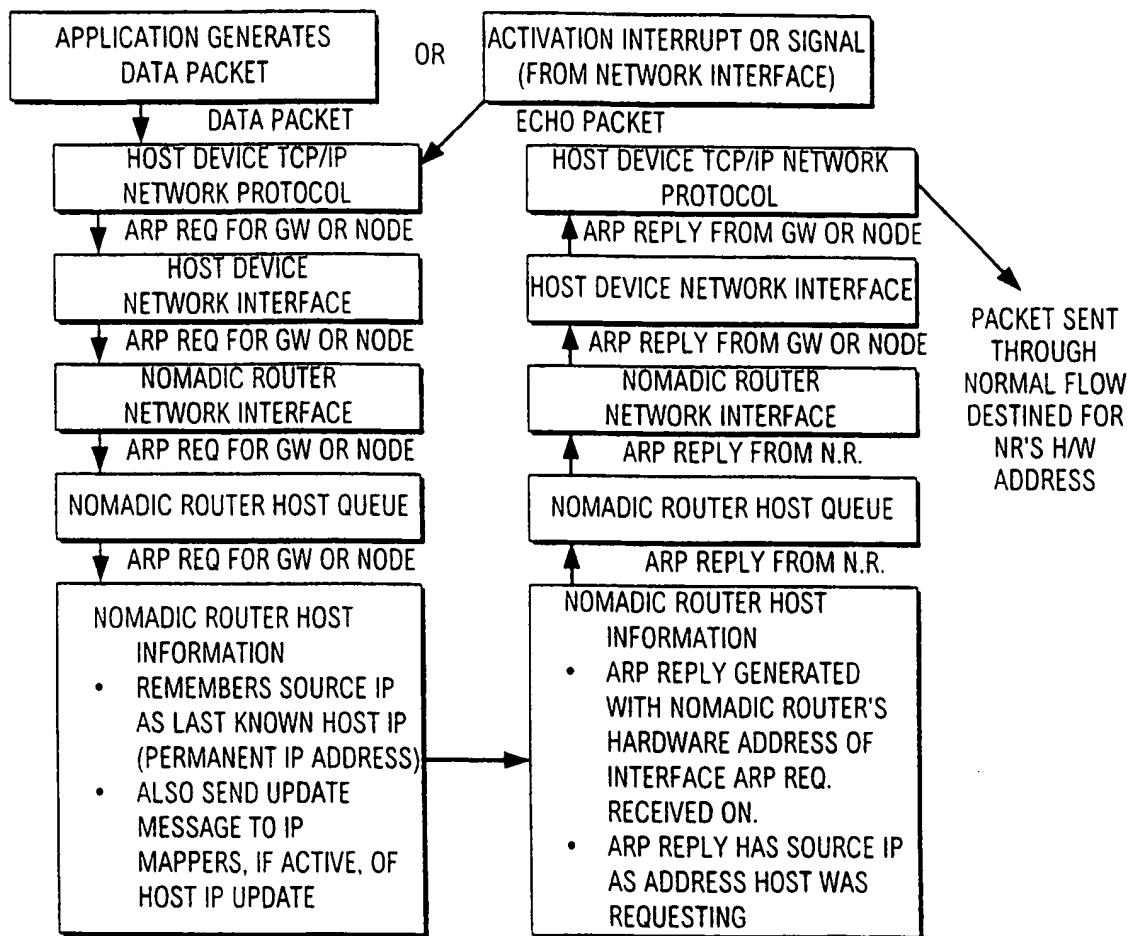 APPLICATION GENERATES
DATA PACKET
OR
ACTIVATION INTERRUPT OR SIGNAL
(FROM NETWORK INTERFACE)
DATA PACKET
ECHO PACKET
HOST DEVICE TCP/IP
NETWORK PROTOCOL
ARP REQ FOR GW OR NODE
HOST DEVICE
NETWORK INTERFACE
ARP REQ FOR GW OR NODE
NOMADIC ROUTER
NETWORK INTERFACE
ARP REQ FOR GW OR NODE
NOMADIC ROUTER HOST QUEUE
ARP REQ FOR GW OR NODE
NOMADIC ROUTER HOST
INFORMATION
• REMEMBERS SOURCE IP
AS LAST KNOWN HOST IP
(PERMANENT IP ADDRESS)
• ALSO SEND UPDATE
MESSAGE TO IP
MAPPERS, IF ACTIVE, OF
HOST IP UPDATE
HOST DEVICE TCP/IP NETWORK
PROTOCOL
ARP REPLY FROM GW OR NODE
HOST DEVICE NETWORK INTERFACE
ARP REPLY FROM GW OR NODE
NOMADIC ROUTER
NETWORK INTERFACE
ARP REPLY FROM N.R.
NOMADIC ROUTER HOST QUEUE
ARP REPLY FROM N.R.
NOMADIC ROUTER HOST
INFORMATION
• ARP REPLY GENERATED
WITH NOMADIC ROUTER'S
HARDWARE ADDRESS OF
INTERFACE ARP REQ.
RECEIVED ON.
• ARP REPLY HAS SOURCE IP
AS ADDRESS HOST WAS
REQUESTING
PACKET SENT
THROUGH
NORMAL FLOW
DESTINED FOR
NR'S H/W
ADDRESS